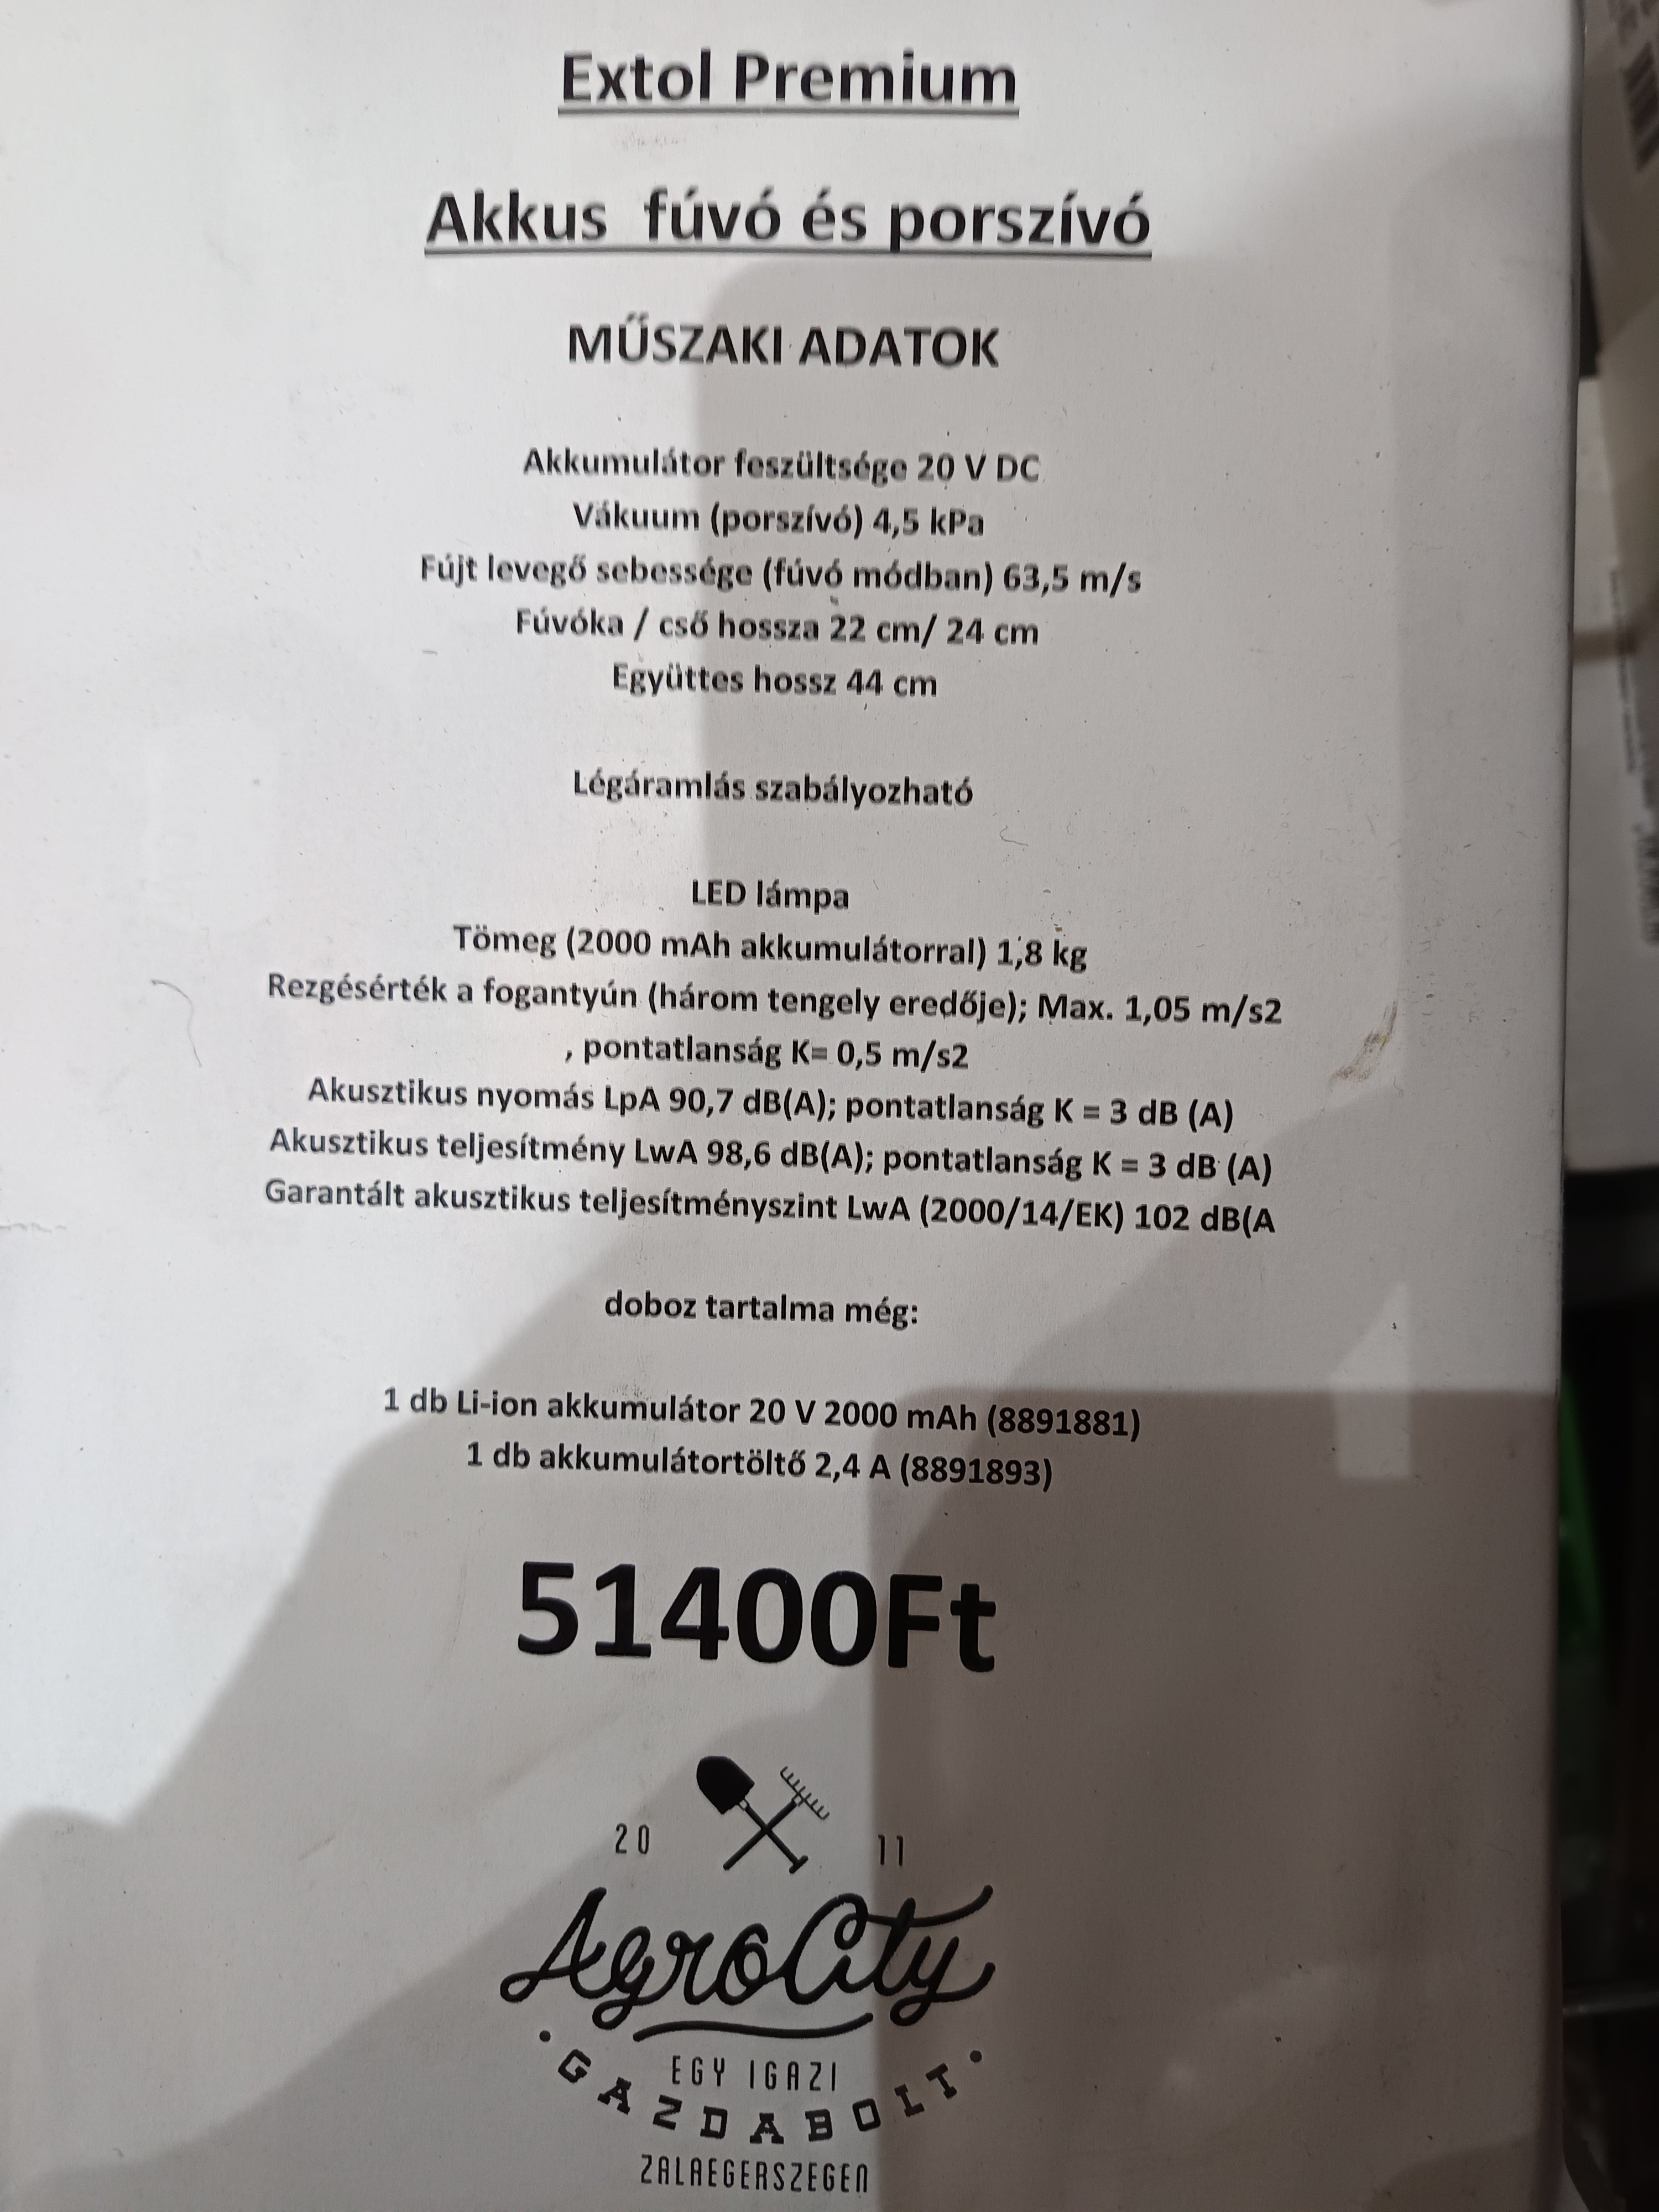 Extol Premium
Akkus fúvó és porszívó
MŰSZAKI ADATOK
Akkumulátor feszültsége 20 V DC
Vákuum (porszívó) 4,5 kPa
Fújt levegő sebessége (fúvó módban) 63,5 m/s
Fúvóka / cső hossza 22 cm/ 24 cm
Együttes hossz 44 cm
Légáramlás szabályozható
LED lámpa
Tömeg (2000 mAh akkumulátorral) 1,8 kg
Rezgésérték a fogantyún (három tengely eredője); Max. 1,05 m/s2
, pontatlanság K= 0,5 m/s2
Akusztikus nyomás LpA 90,7 dB(A); pontatlanság K = 3 dB (A)
Akusztikus teljesítmény LwA 98,6 dB(A); pontatlanság K = 3 dB (A)
Garantált akusztikus teljesítményszint LwA (2000/14/EK) 102 dB(A
doboz tartalma még:
1 db Li-ion akkumulátor 20 V 2000 mAh (8891881)
1 db akkumulátortöltő 2,4 A (8891893)
51400Ft
20 11
AgroCity
EGY IGAZI
• GAZDABOLT •
ZALAEGERSZEGEN